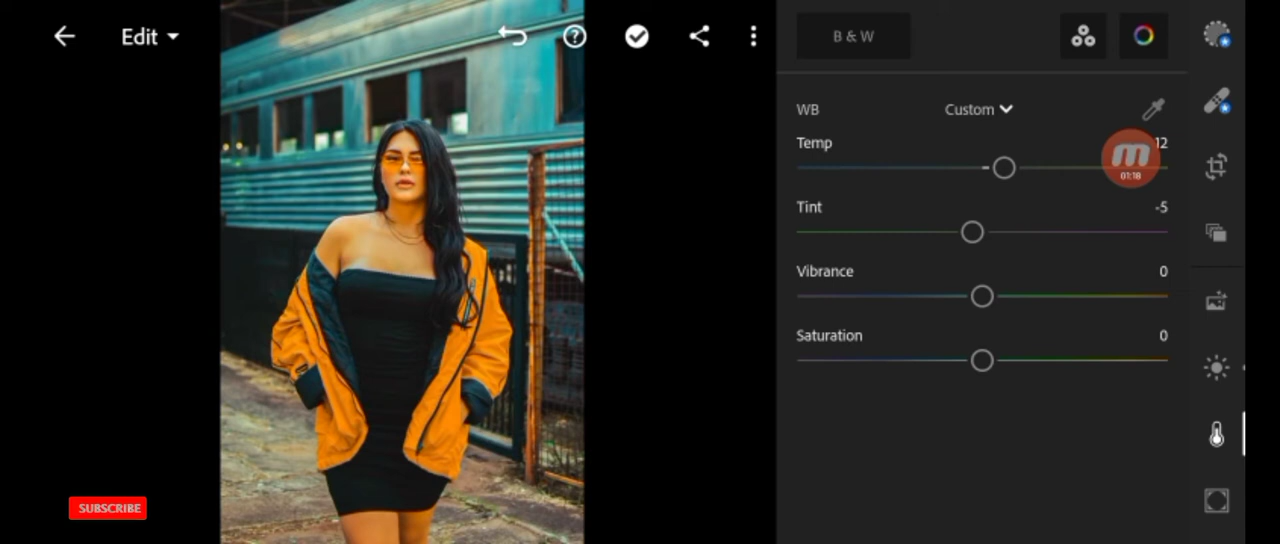 Edit
B & W
WB
Custom
Temp
12
Tint
-5
Vibrance
0
Saturation
0
01:18
SUBSCRIBE